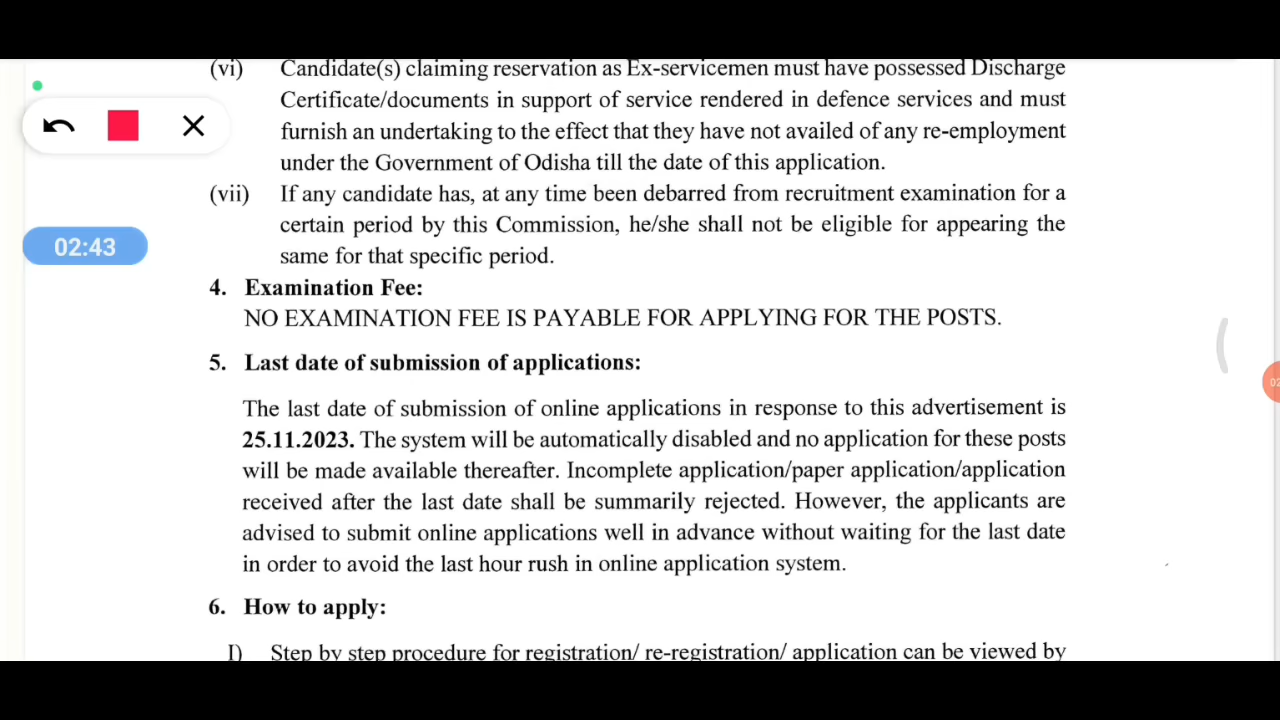 (vi) Candidate(s) claiming reservation as Ex-servicemen must have possessed Discharge
Certificate/documents in support of service rendered in defence services and must
furnish an undertaking to the effect that they have not availed of any re-employment
under the Government of Odisha till the date of this application.
(vii) If any candidate has, at any time been debarred from recruitment examination for a
certain period by this Commission, he/she shall not be eligible for appearing the
02:43
same for that specific period.
4. Examination Fee:
NO EXAMINATION FEE IS PAYABLE FOR APPLYING FOR THE POSTS.
5. Last date of submission of applications:
02
The last date of submission of online applications in response to this advertisement is
25.11.2023. The system will be automatically disabled and no application for these posts
will be made available thereafter. Incomplete application/paper application/application
received after the last date shall be summarily rejected. However, the applicants are
advised to submit online applications well in advance without waiting for the last date
in order to avoid the last hour rush in online application system.
6. How to apply:
I) Step by step procedure for registration/ re-registration/ application can be viewed by